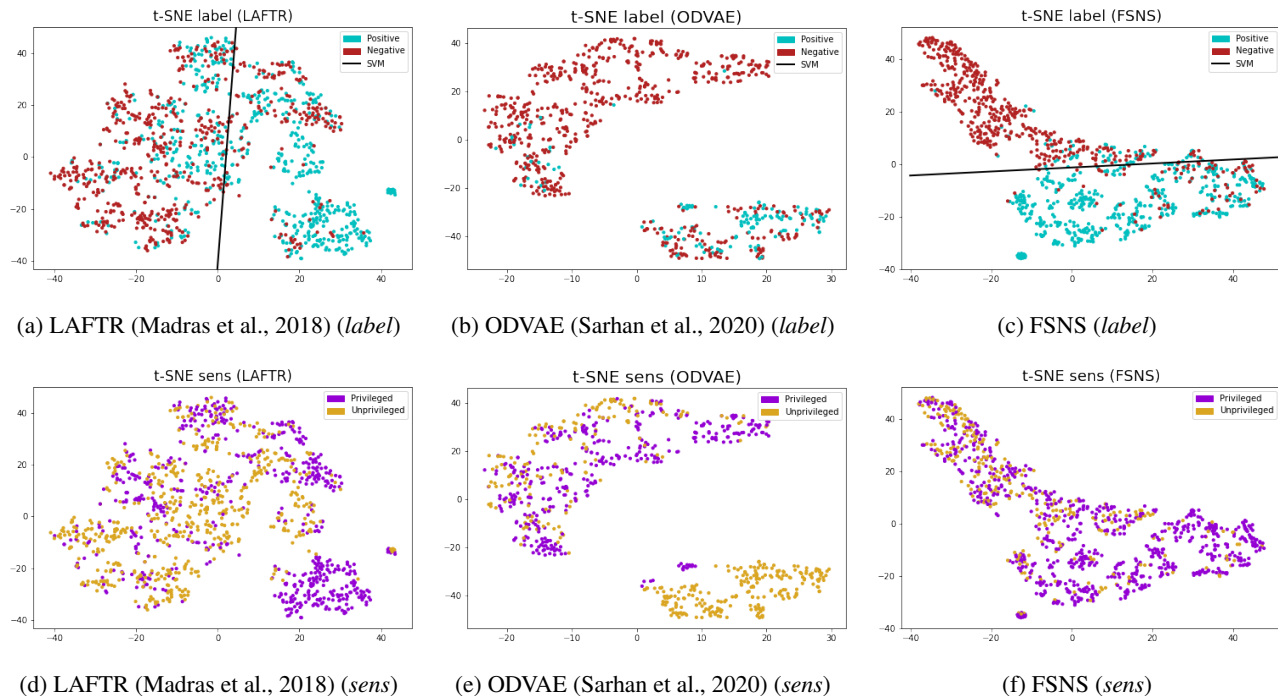 t-SNE label (LAFTR)
Positive
Negative
SVM
40
20
0
−20
−40
−40 −20 0 20 40
(a) LAFTR (Madras et al., 2018) (label)
t-SNE label (ODVAE)
Positive
Negative
SVM
40
20
0
−20
−40
−20 −10 0 10 20 30
(b) ODVAE (Sarhan et al., 2020) (label)
t-SNE label (FSNS)
Positive
Negative
SVM
40
20
0
−20
−40
−40 −20 0 20 40
(c) FSNS (label)
t-SNE sens (LAFTR)
Privileged
Unprivileged
40
20
0
−20
−40
−40 −20 0 20 40
(d) LAFTR (Madras et al., 2018) (sens)
t-SNE sens (ODVAE)
Privileged
Unprivileged
40
20
0
−20
−40
−20 −10 0 10 20 30
(e) ODVAE (Sarhan et al., 2020) (sens)
t-SNE sens (FSNS)
Privileged
Unprivileged
40
20
0
−20
−40
−40 −20 0 20 40
(f) FSNS (sens)